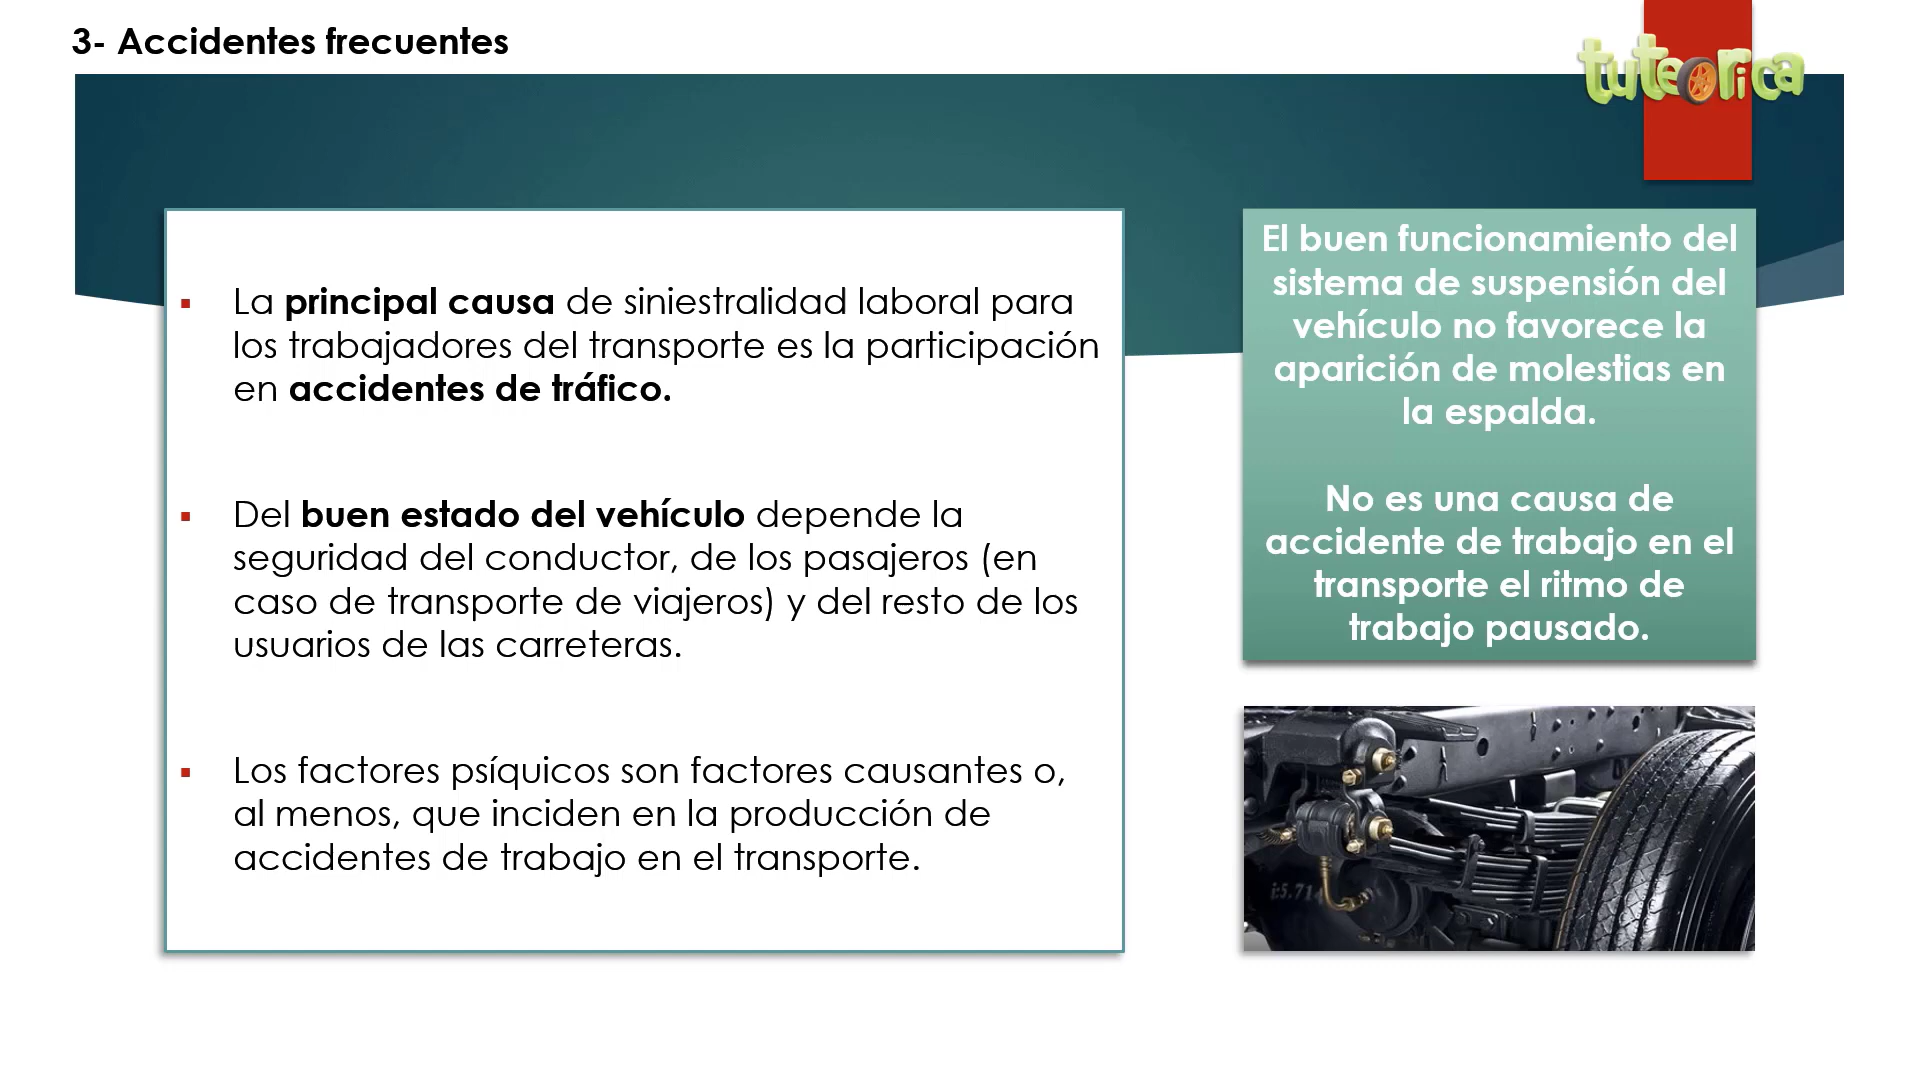 3- Accidentes frecuentes
tuteorica
La principal causa de siniestralidad laboral para
los trabajadores del transporte es la participación
en accidentes de tráfico.
Del buen estado del vehículo depende la
seguridad del conductor, de los pasajeros (en
caso de transporte de viajeros) y del resto de los
usuarios de las carreteras.
Los factores psíquicos son factores causantes o,
al menos, que inciden en la producción de
accidentes de trabajo en el transporte.
El buen funcionamiento del
sistema de suspensión del
vehículo no favorece la
aparición de molestias en
la espalda.
No es una causa de
accidente de trabajo en el
transporte el ritmo de
trabajo pausado.